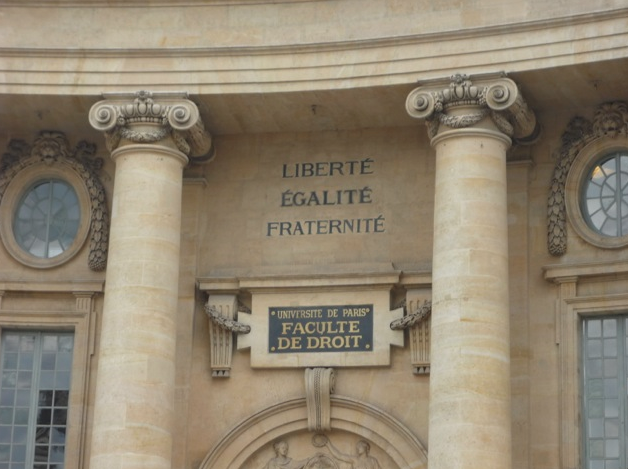 LIBERTÉ
ÉGALITÉ
FRATERNITÉ
UNIVERSITE DE PARIS
FACULTE
DE DROIT